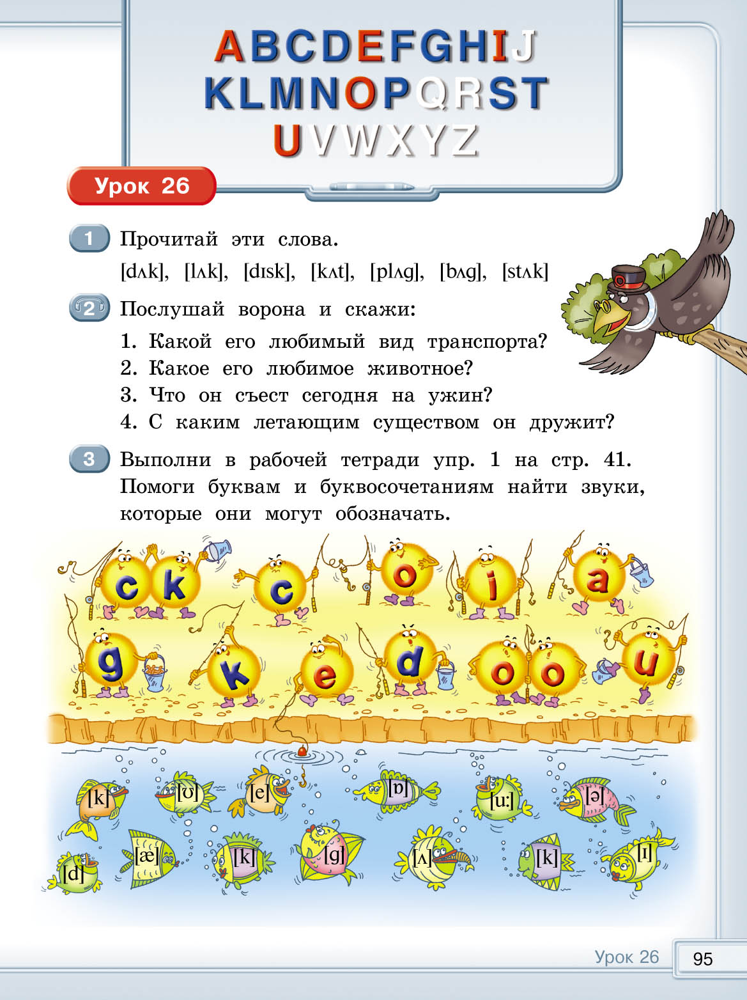 ABCDEFGHIJ
KLMNOPQRST
UVWXYZ
Урок 26
1 Прочитай эти слова.
[dʌk], [lʌk], [dɪsk], [kʌt], [plʌɡ], [bʌɡ], [stʌk]
2 Послушай ворона и скажи:
1. Какой его любимый вид транспорта?
2. Какое его любимое животное?
3. Что он съест сегодня на ужин?
4. С каким летающим существом он дружит?
3 Выполни в рабочей тетради упр. 1 на стр. 41.
Помоги буквам и буквосочетаниям найти звуки,
которые они могут обозначать.
ck c o i a
g k e d oo u
[k] [ʊ] [e] [ɒ] [u:] [ə]
[d] [æ] [k] [ɡ] [ʌ] [k] [ɪ]
Урок 26 95